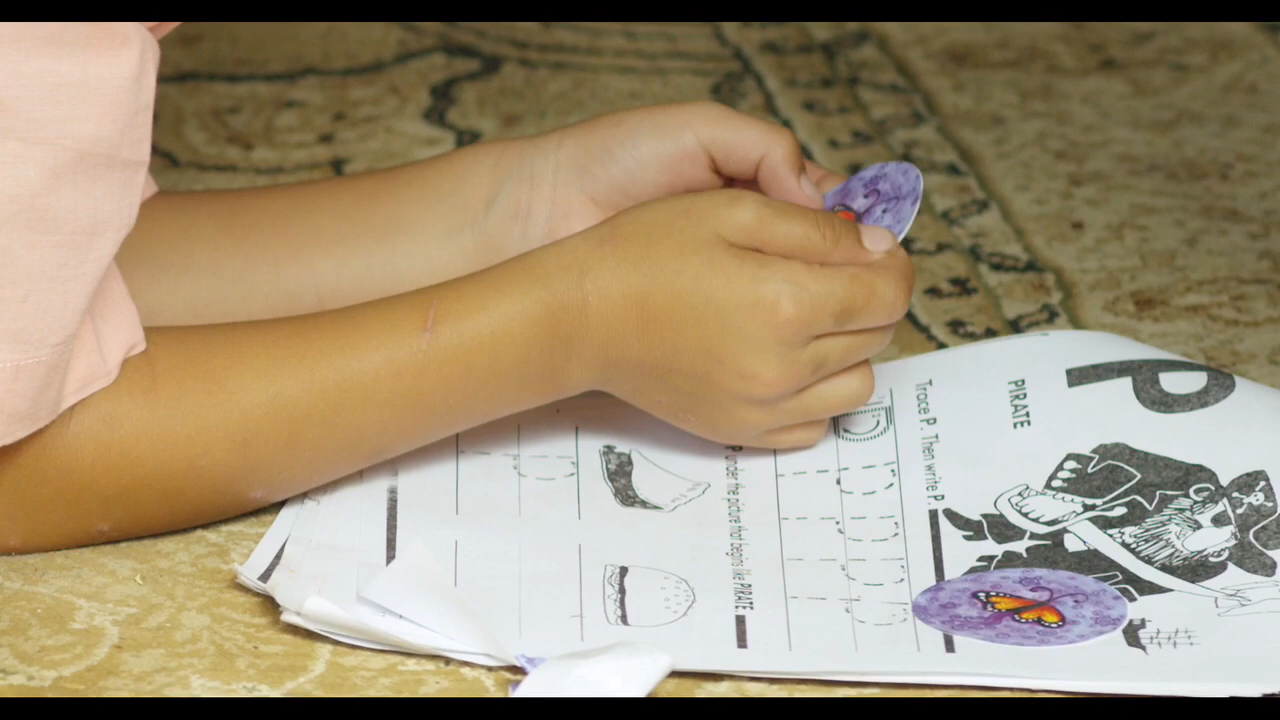 P
PIRATE
Trace P. Then write P.
P P P P P
P under the picture that begins like PIRATE.
P